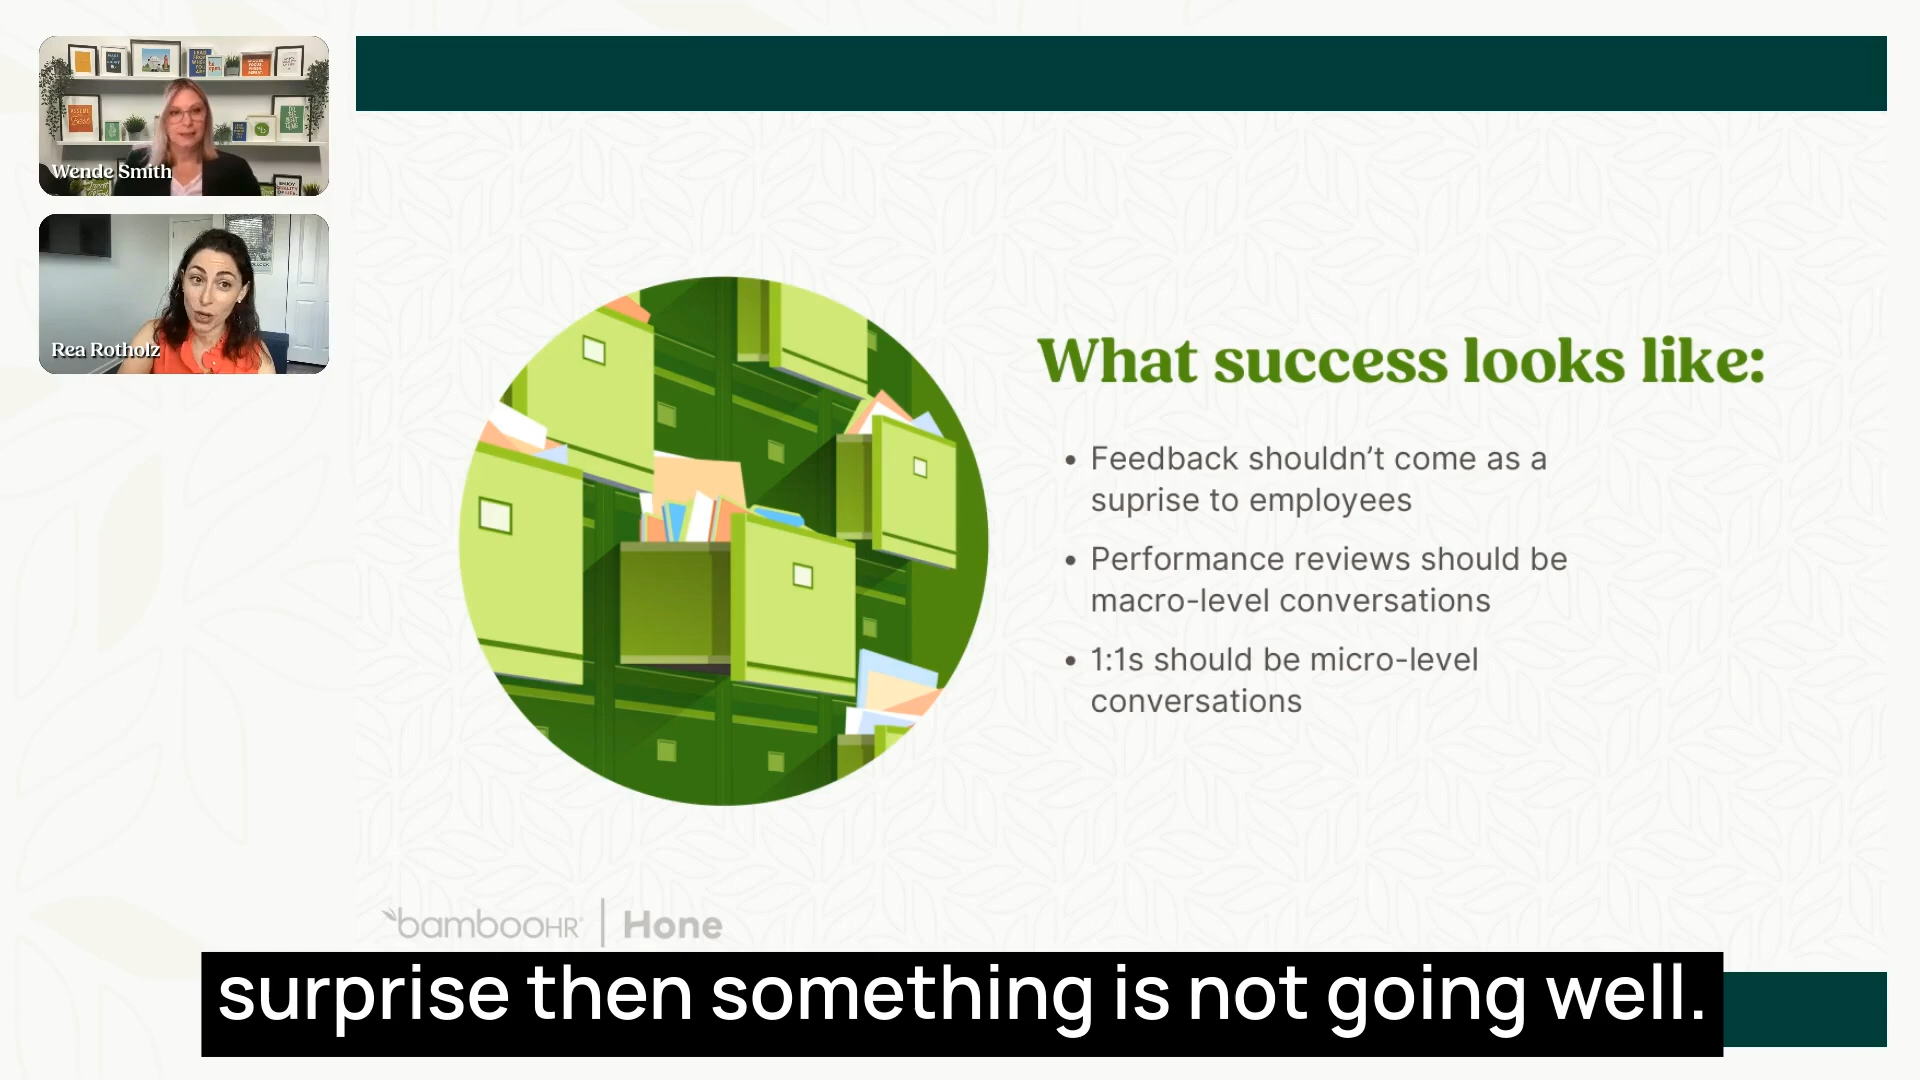 Wende Smith
Rea Rotholz
What success looks like:
• Feedback shouldn’t come as a
suprise to employees
• Performance reviews should be
macro-level conversations
• 1:1s should be micro-level
conversations
bambooHR | Hone
surprise then something is not going well.